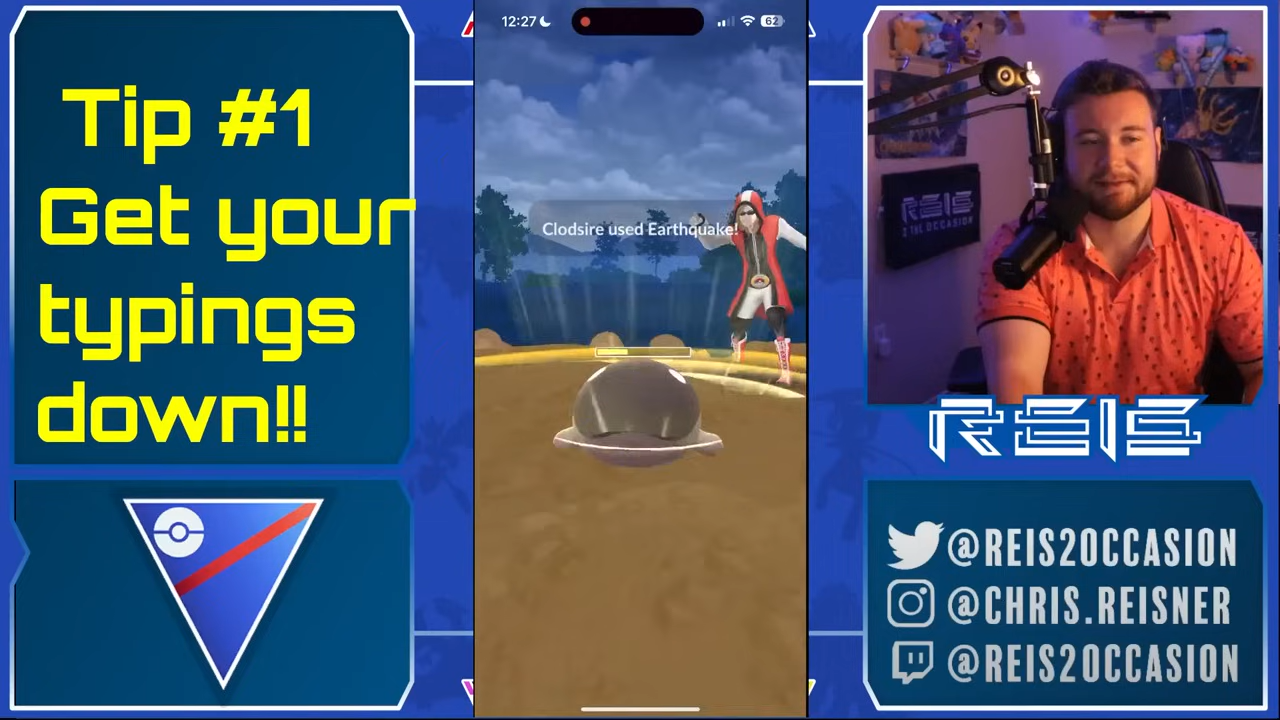 Tip #1
Get your
typings
down!!
12:27
62
Clodsire used Earthquake!
REIS
2 THE OCCASION
REIS
@REIS2OCCASION
@CHRIS.REISNER
@REIS2OCCASION